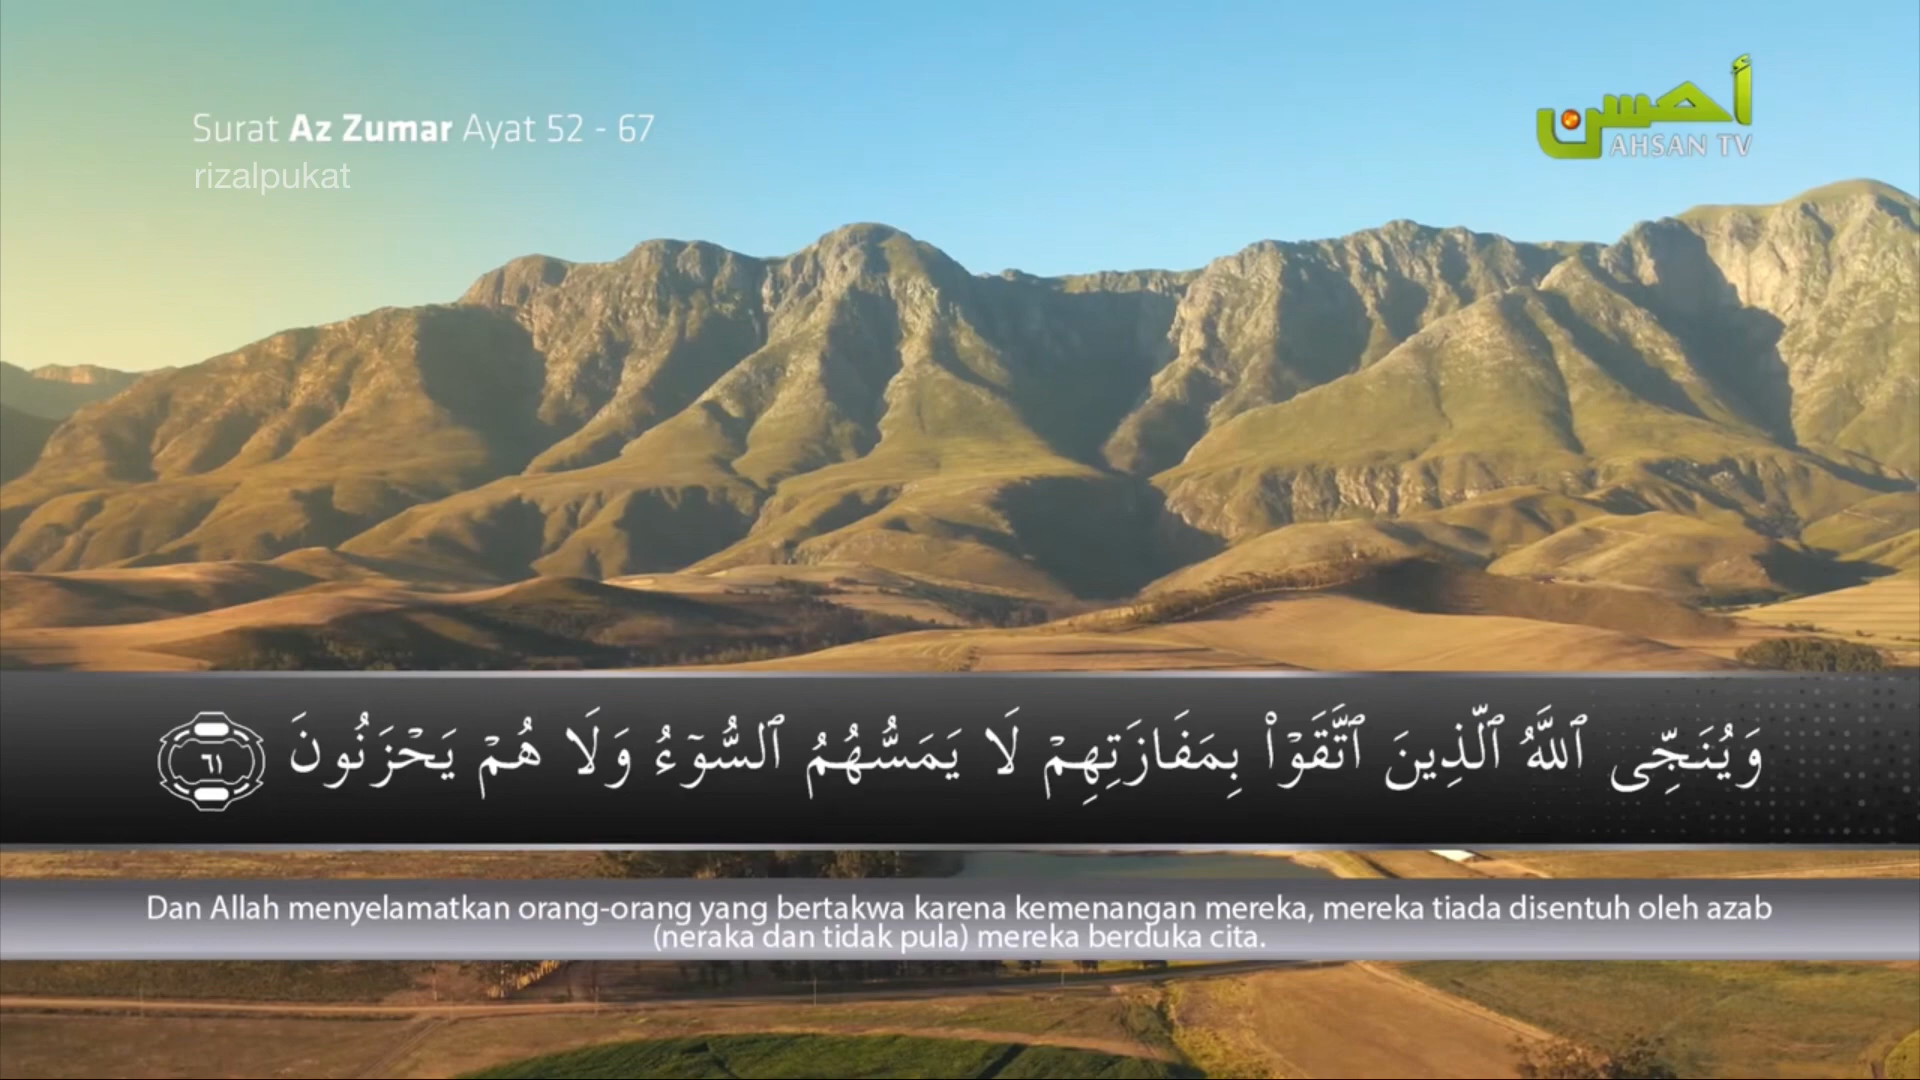 Surat Az Zumar Ayat 52 - 67
rizalpukat
أحسن
AHSAN TV
وَيُنَجِّى ٱللَّهُ ٱلَّذِينَ ٱتَّقَوْا۟ بِمَفَازَتِهِمْ لَا يَمَسُّهُمُ ٱلسُّوٓءُ وَلَا هُمْ يَحْزَنُونَ ٦١
Dan Allah menyelamatkan orang-orang yang bertakwa karena kemenangan mereka, mereka tiada disentuh oleh azab
(neraka dan tidak pula) mereka berduka cita.